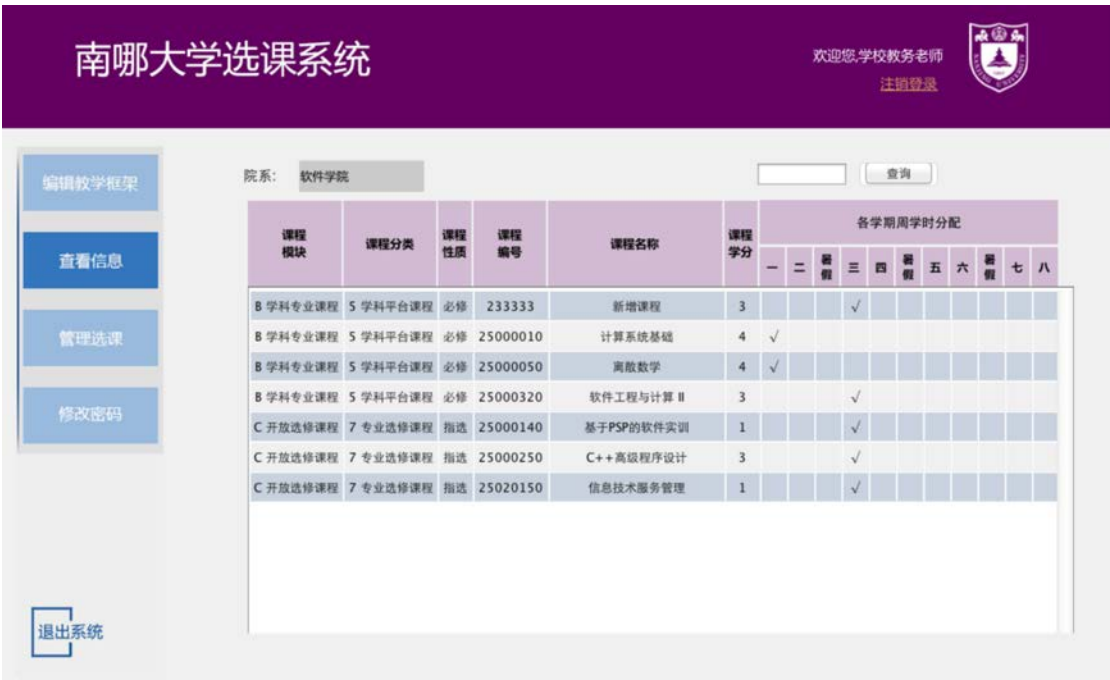 南哪大学选课系统
欢迎您,学校教务老师
注销登录
编辑教学框架
查看信息
管理选课
修改密码
退出系统
院系: 软件学院
查询
课程模块 课程分类 课程性质 课程编号 课程名称 课程学分 各学期周学时分配
一 二 暑假 三 四 暑假 五 六 暑假 七 八
B 学科专业课程 5 学科平台课程 必修 233333 新增课程 3 √
B 学科专业课程 5 学科平台课程 必修 25000010 计算系统基础 4 √
B 学科专业课程 5 学科平台课程 必修 25000050 离散数学 4 √
B 学科专业课程 5 学科平台课程 必修 25000320 软件工程与计算 II 3 √
C 开放选修课程 7 专业选修课程 指选 25000140 基于PSP的软件实训 1 √
C 开放选修课程 7 专业选修课程 指选 25000250 C++高级程序设计 3 √
C 开放选修课程 7 专业选修课程 指选 25020150 信息技术服务管理 1 √